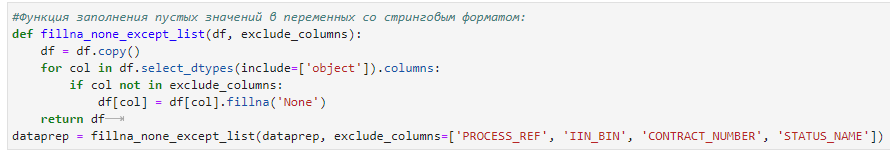 #Функция заполнения пустых значений в переменных со стринговым форматом:
def fillna_none_except_list(df, exclude_columns):
    df = df.copy()
    for col in df.select_dtypes(include=['object']).columns:
        if col not in exclude_columns:
            df[col] = df[col].fillna('None')
    return df
dataprep = fillna_none_except_list(dataprep, exclude_columns=['PROCESS_REF', 'IIN_BIN', 'CONTRACT_NUMBER', 'STATUS_NAME'])